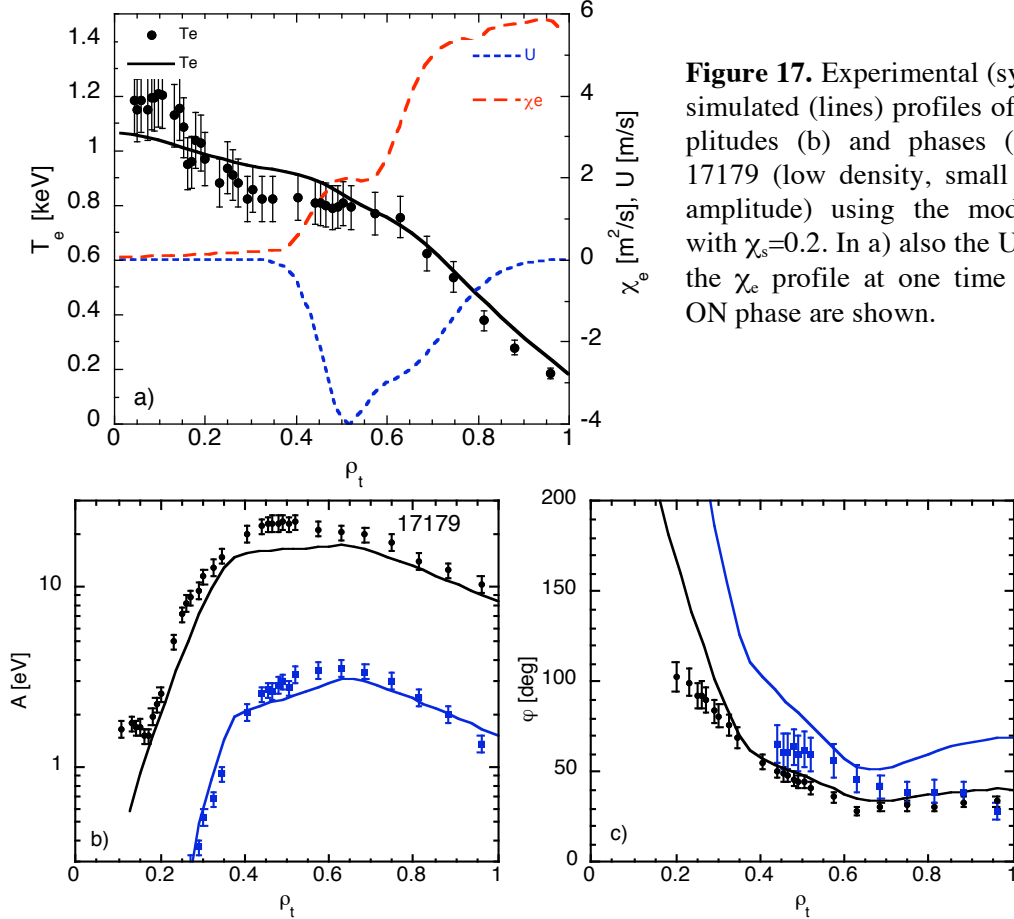 6
1.4
Te
Te
U
χe
4
1.2
1
2
0.8
0
0.6
0.4
-2
0.2
0
-4
a)
0
0.2
0.4
0.6
0.8
1
ρt
T_e [keV]
χ_e [m²/s], U [m/s]
Figure 17. Experimental
simulated (lines) profiles of
plitudes (b) and phases
17179 (low density, small
amplitude) using the
with χs=0.2. In a) also the U
the χe profile at one time
ON phase are shown.
17179
10
1
A [eV]
b)
0
0.2
0.4
0.6
0.8
1
ρt
200
150
100
50
0
φ [deg]
c)
0
0.2
0.4
0.6
0.8
1
ρt